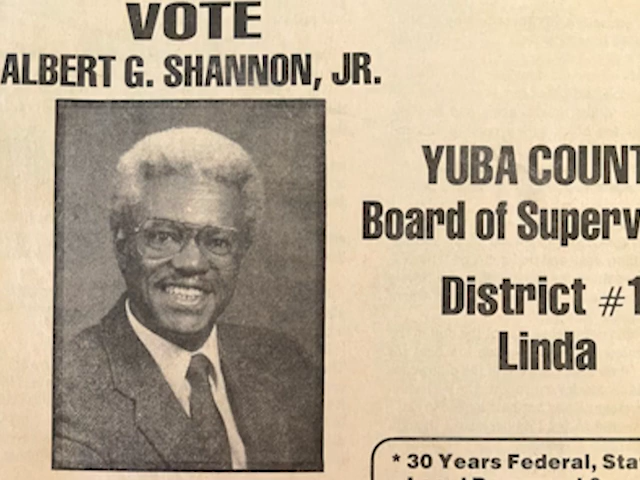 VOTE
ALBERT G. SHANNON, JR.
YUBA COUNT
Board of Superv
District #1
Linda
* 30 Years Federal, Sta